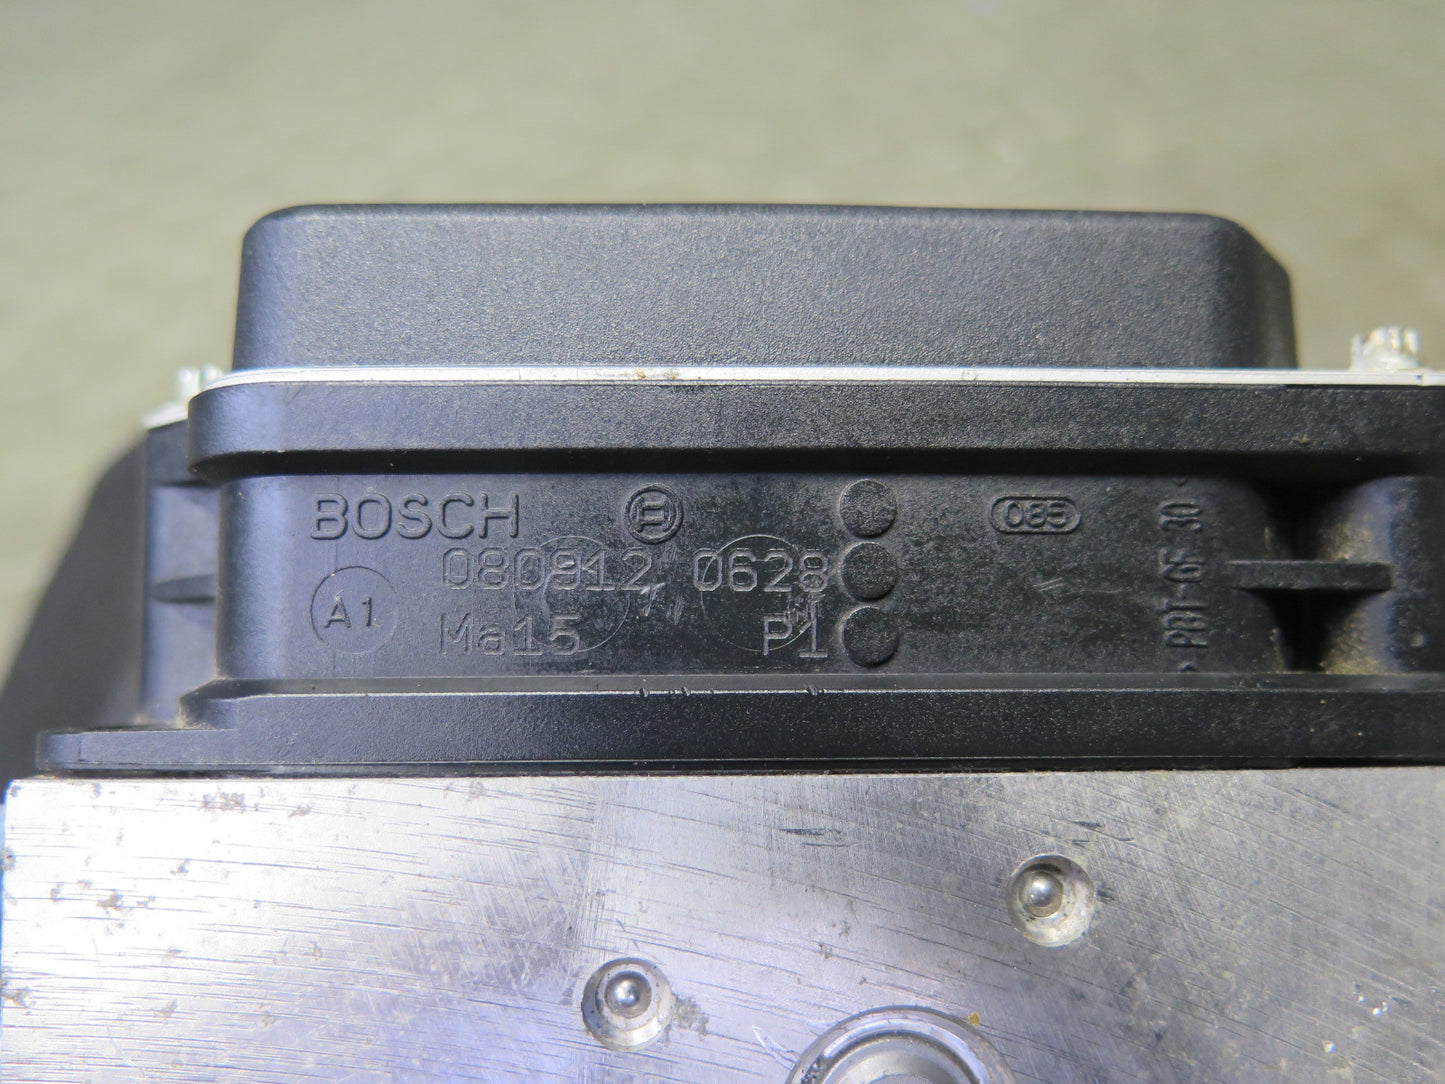 BOSCH
085
080912 0628
A1
Ma15 P1
>PBT-GF 30<